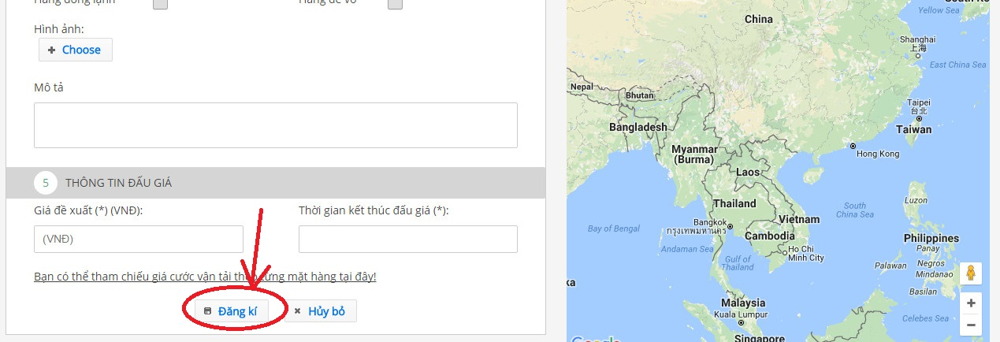 Hàng đông lạnh
Hàng dễ vỡ
Hình ảnh:
Choose
Mô tả
5 THÔNG TIN ĐẤU GIÁ
Giá đề xuất (*) (VNĐ):
Thời gian kết thúc đấu giá (*):
(VNĐ)
Bạn có thể tham chiếu giá cước vận tải theo từng mặt hàng tại đây!
Đăng kí
Hủy bỏ
China
Yellow Sea
Shanghai
上海
East China Sea
Nepal
Bhutan
Taipei
台北
Bangladesh
Taiwan
Myanmar
(Burma)
Hong Kong
Laos
Thailand
Luzon
South
China Sea
Vietnam
Bay of Bengal
Bangkok
กรุงเทพมหานคร
Cambodia
Philippines
Andaman Sea
Ho Chi
Minh City
Panay
Gulf of
Thailand
Palawan
Negros
Mindanao
Basilan
Malaysia
Kuala Lumpur
Celebes Sea
Singapore
Google